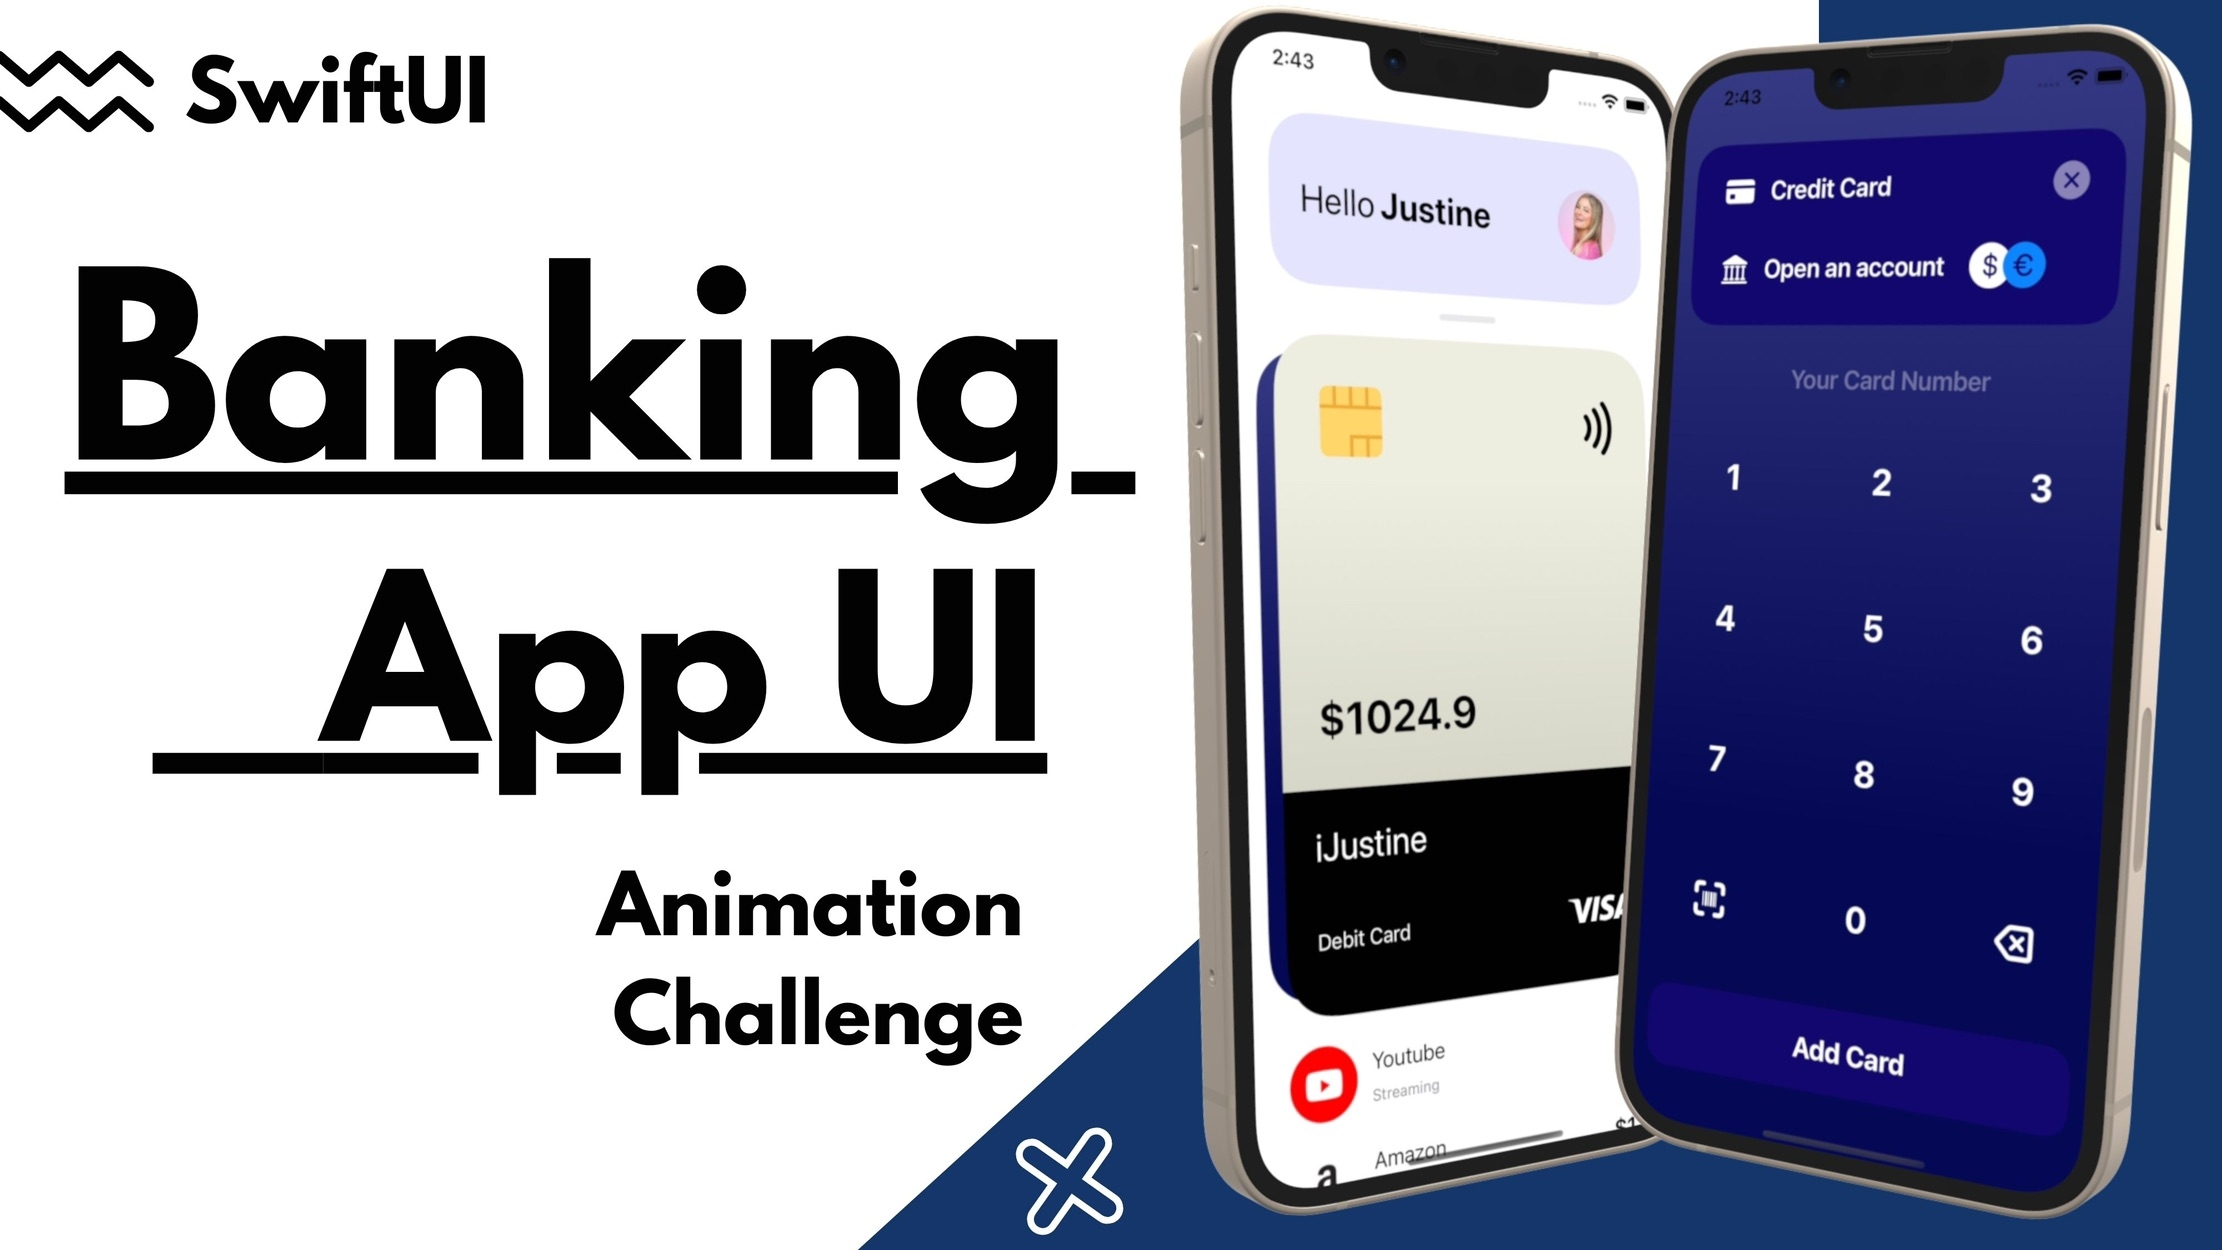 SwiftUI
Banking
App UI
Animation
Challenge
2:43
Hello Justine
$1024.9
iJustine
VISA
Debit Card
Youtube
Streaming
Amazon
2:43
Credit Card
Open an account $ €
Your Card Number
1 2 3
4 5 6
7 8 9
0
Add Card